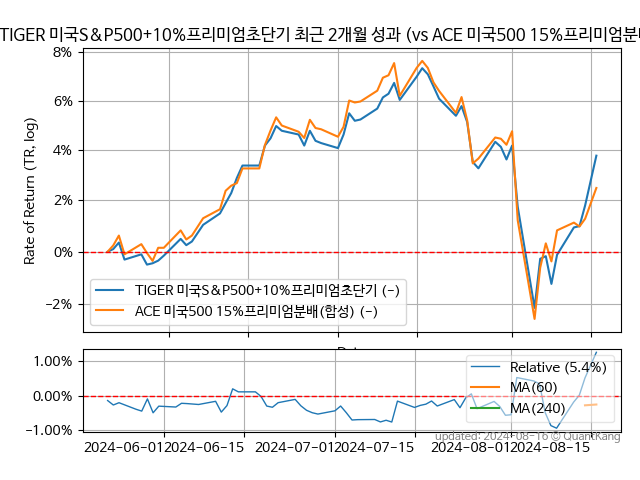 TIGER 미국S&P500+10%프리미엄초단기 최근 2개월 성과 (vs ACE 미국500 15%프리미엄분배
8%
6%
4%
2%
0%
−2%
Rate of Return (TR, log)
TIGER 미국S&P500+10%프리미엄초단기 (-)
ACE 미국500 15%프리미엄분배(합성) (-)
1.00%
0.00%
−1.00%
Relative (5.4%)
MA(60)
MA(240)
2024-06-01 2024-06-15 2024-07-01 2024-07-15 2024-08-01 2024-08-15
updated: 2024-08-16 © QuantKang